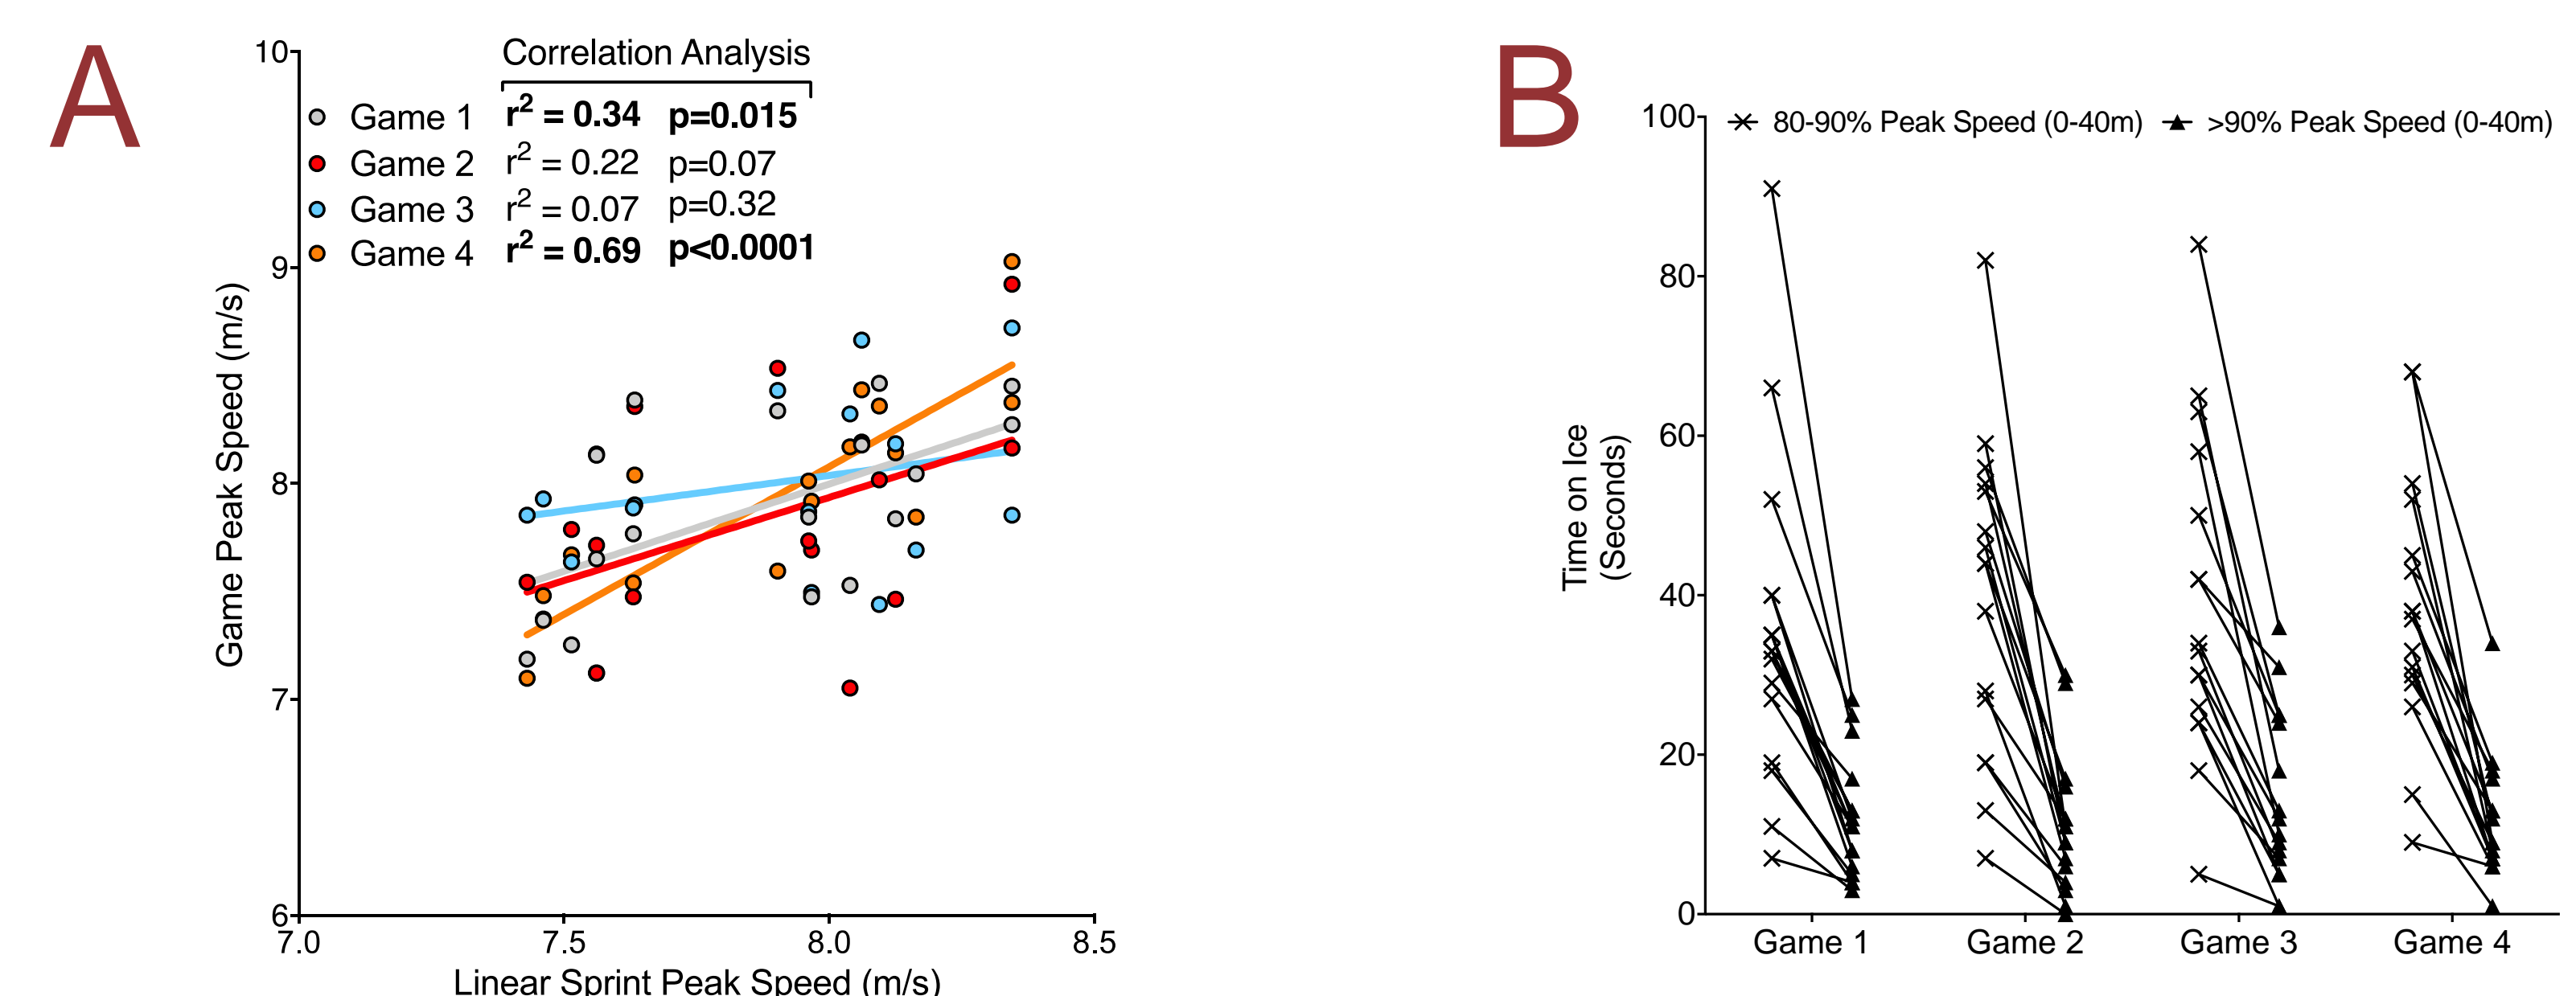 A
Correlation Analysis
Game 1 r² = 0.34 p=0.015
Game 2 r² = 0.22 p=0.07
Game 3 r² = 0.07 p=0.32
Game 4 r² = 0.69 p<0.0001
10
9
8
7
6
Game Peak Speed (m/s)
7.0 7.5 8.0 8.5
Linear Sprint Peak Speed (m/s)
B
80-90% Peak Speed (0-40m) >90% Peak Speed (0-40m)
100
80
60
40
20
0
Time on Ice
(Seconds)
Game 1 Game 2 Game 3 Game 4